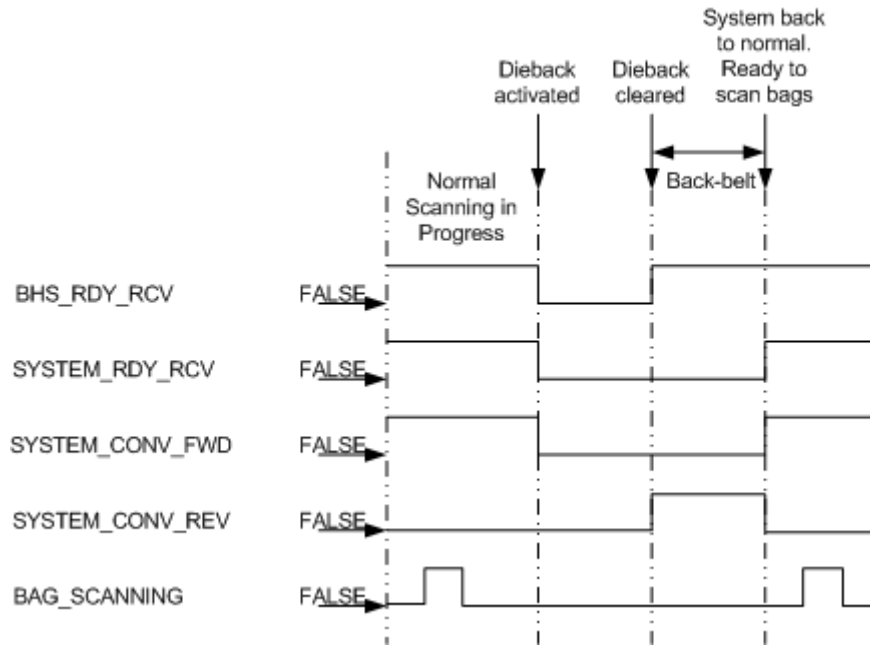 System back
to normal.
Ready to
scan bags
Dieback
activated
Dieback
cleared
Normal
Scanning in
Progress
Back-belt
BHS_RDY_RCV FALSE
SYSTEM_RDY_RCV FALSE
SYSTEM_CONV_FWD FALSE
SYSTEM_CONV_REV FALSE
BAG_SCANNING FALSE